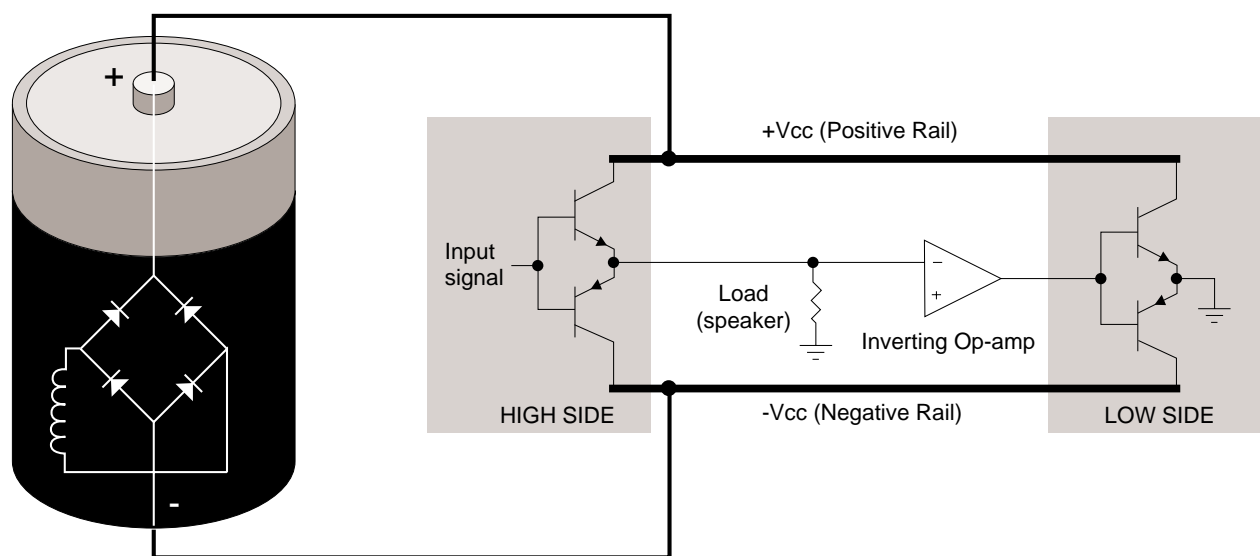 +
+Vcc (Positive Rail)
Input
signal
Load
(speaker)
−
+
Inverting Op-amp
HIGH SIDE
-Vcc (Negative Rail)
LOW SIDE
-